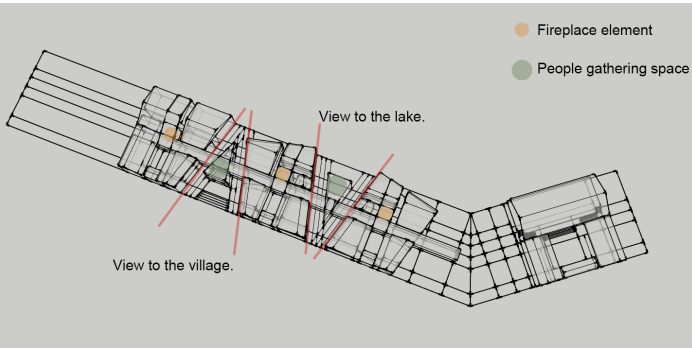 Fireplace element
People gathering space
View to the lake.
View to the village.